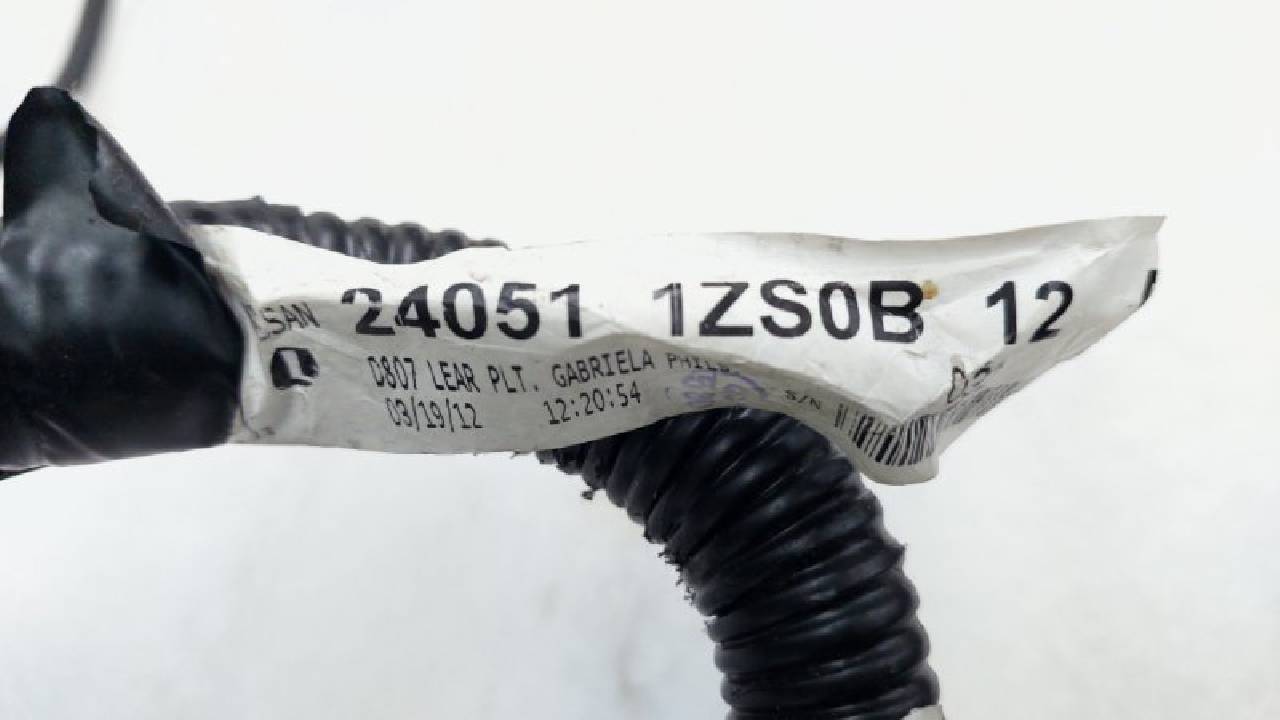 24051 1ZS0B 12
D807 LEAR PLT. GABRIELA
03/19/12 12:20:54 S/N